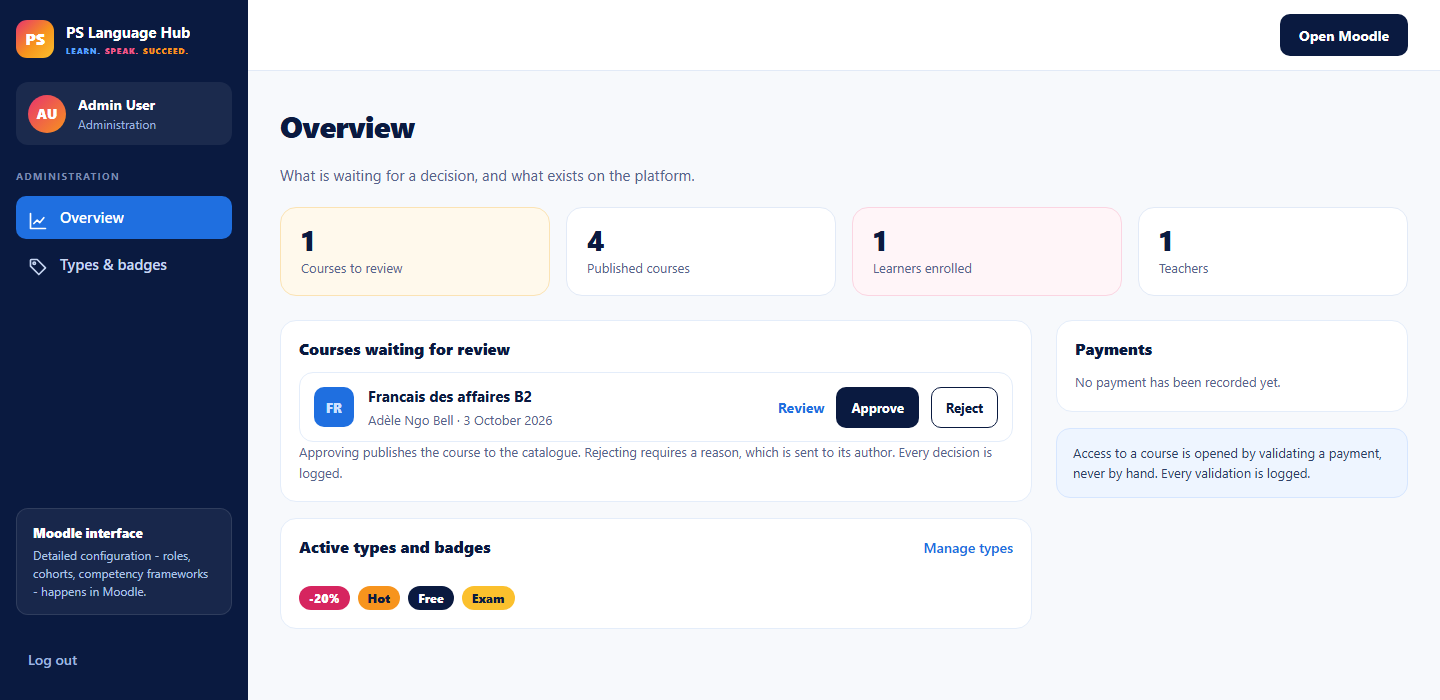 PS
PS Language Hub
LEARN. SPEAK. SUCCEED.
AU
Admin User
Administration
ADMINISTRATION
Overview
Types & badges
Moodle interface
Detailed configuration - roles,
cohorts, competency frameworks
- happens in Moodle.
Log out
Open Moodle
Overview
What is waiting for a decision, and what exists on the platform.
1
Courses to review
4
Published courses
1
Learners enrolled
1
Teachers
Courses waiting for review
FR
Francais des affaires B2
Adèle Ngo Bell · 3 October 2026
Review
Approve
Reject
Approving publishes the course to the catalogue. Rejecting requires a reason, which is sent to its author. Every decision is
logged.
Payments
No payment has been recorded yet.
Access to a course is opened by validating a payment,
never by hand. Every validation is logged.
Active types and badges
Manage types
-20%
Hot
Free
Exam